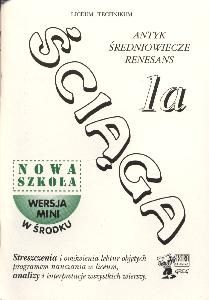 LICEUM TECHNIKUM
ANTYK
ŚREDNIOWIECZE
RENESANS
1a
ŚCIĄGA
NOWA
SZKOŁA
WERSJA
MINI
W ŚRODKU
Streszczenia i omówienia lektur objętych
programem nauczania w liceum,
analizy i interpretacje wszystkich wierszy.
GREG